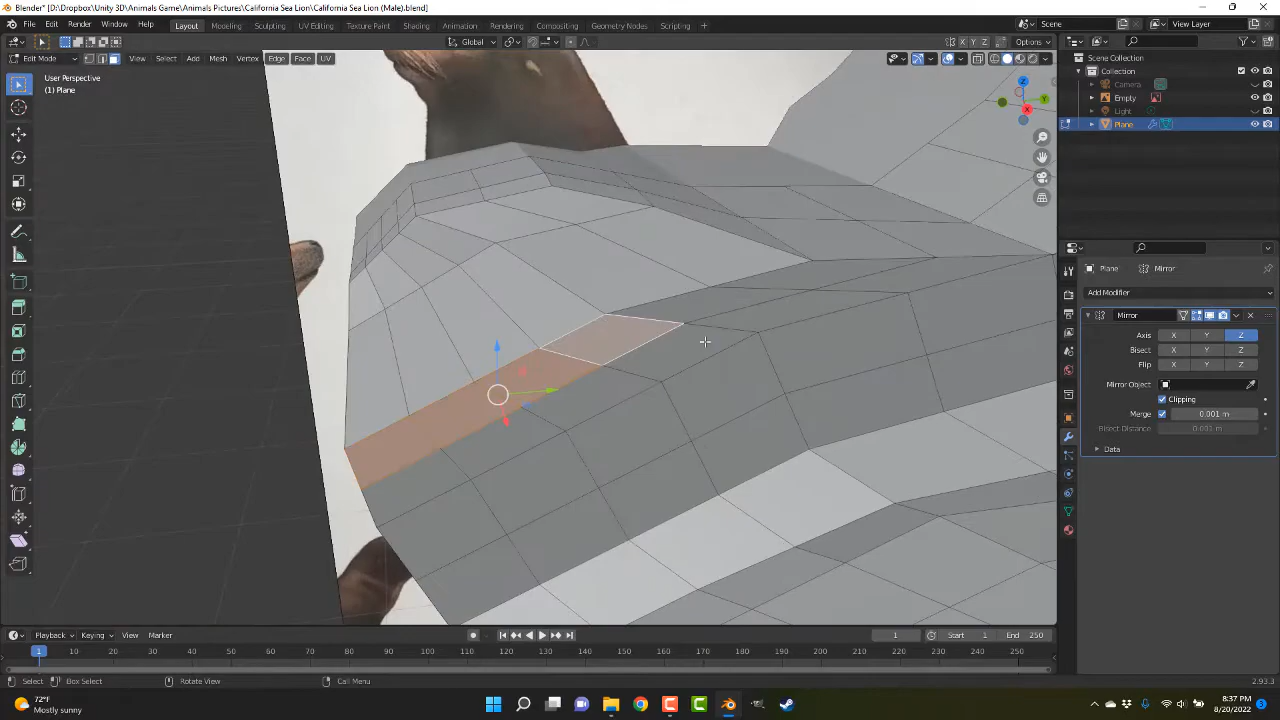 Blender* [D:\Dropbox\Unity 3D\Animals Game\Animals Pictures\California Sea Lion\California Sea Lion (Male).blend]
File Edit Render Window Help Layout Modeling Sculpting UV Editing Texture Paint Shading Animation Rendering Compositing Geometry Nodes Scripting + Scene View Layer
Global Options
Edit Mode View Select Add Mesh Vertex Edge Face UV Scene Collection
User Perspective
(1) Plane
Collection
Camera
Empty
Light
Plane
Z
Y
X
Plane Mirror
Add Modifier
Mirror
Axis X Y Z
Bisect X Y Z
Flip X Y Z
Mirror Object
Clipping
Merge 0.001 m
Bisect Distance 0.001 m
Data
Playback Keying View Marker 1 Start 1 End 250
1 10 20 30 40 50 60 70 80 90 100 110 120 130 140 150 160 170 180 190 200 210 220 230 240 250
Select Box Select Rotate View Call Menu 2.93.3
72°F
Mostly sunny
8:37 PM
8/20/2022